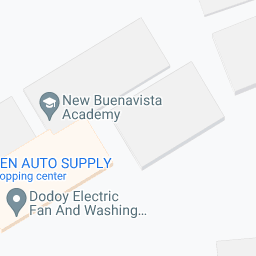 New Buenavista
Academy
EN AUTO SUPPLY
opping center
Dodoy Electric
Fan And Washing...